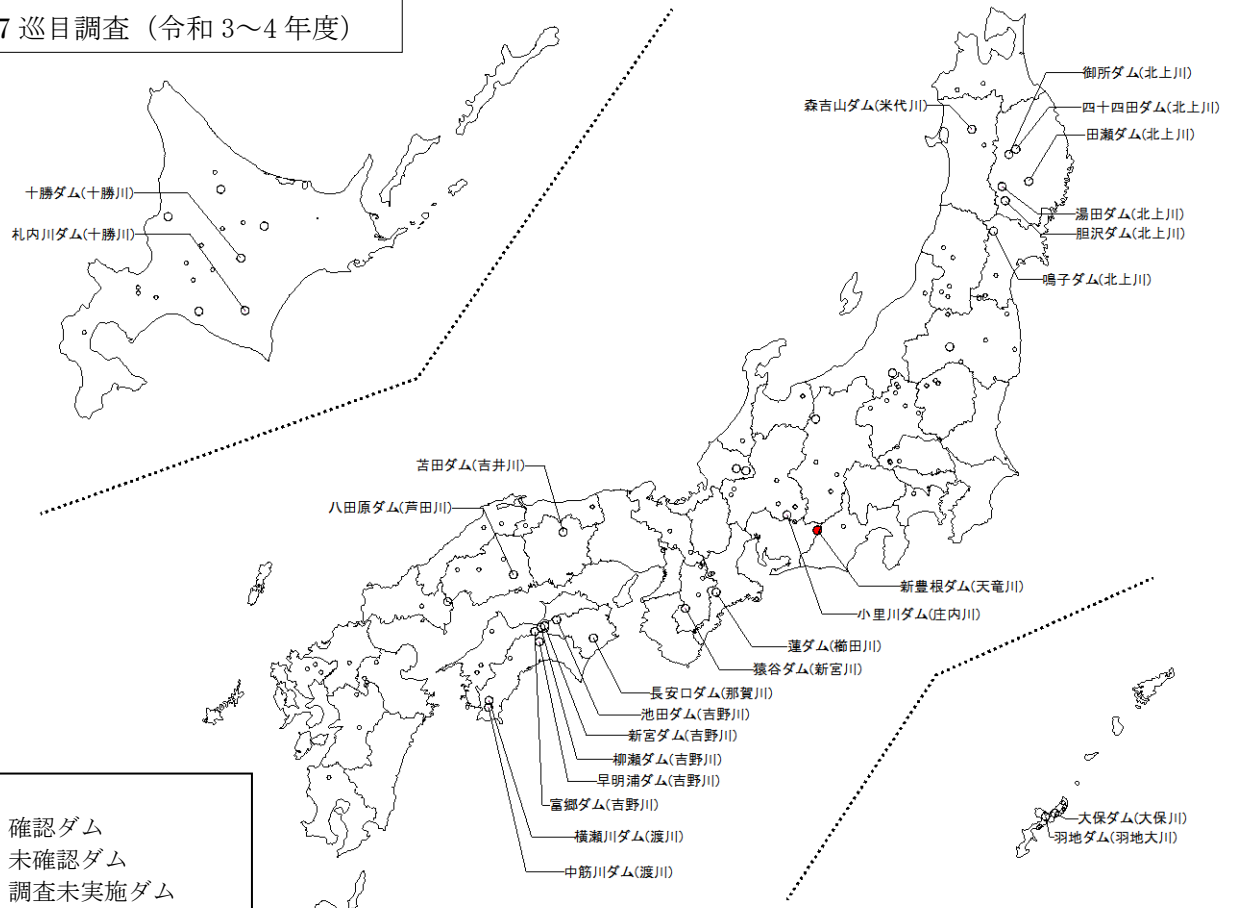 7 巡目調査（令和 3～4 年度）
御所ダム(北上川)
森吉山ダム(米代川)
四十四田ダム(北上川)
田瀬ダム(北上川)
十勝ダム(十勝川)
湯田ダム(北上川)
札内川ダム(十勝川)
胆沢ダム(北上川)
鳴子ダム(北上川)
苫田ダム(吉井川)
八田原ダム(芦田川)
新豊根ダム(天竜川)
小里川ダム(庄内川)
蓮ダム(櫛田川)
猿谷ダム(新宮川)
長安口ダム(那賀川)
池田ダム(吉野川)
新宮ダム(吉野川)
柳瀬ダム(吉野川)
早明浦ダム(吉野川)
富郷ダム(吉野川)
大保ダム(大保川)
羽地ダム(羽地大川)
横瀬川ダム(渡川)
中筋川ダム(渡川)
確認ダム
未確認ダム
調査未実施ダム